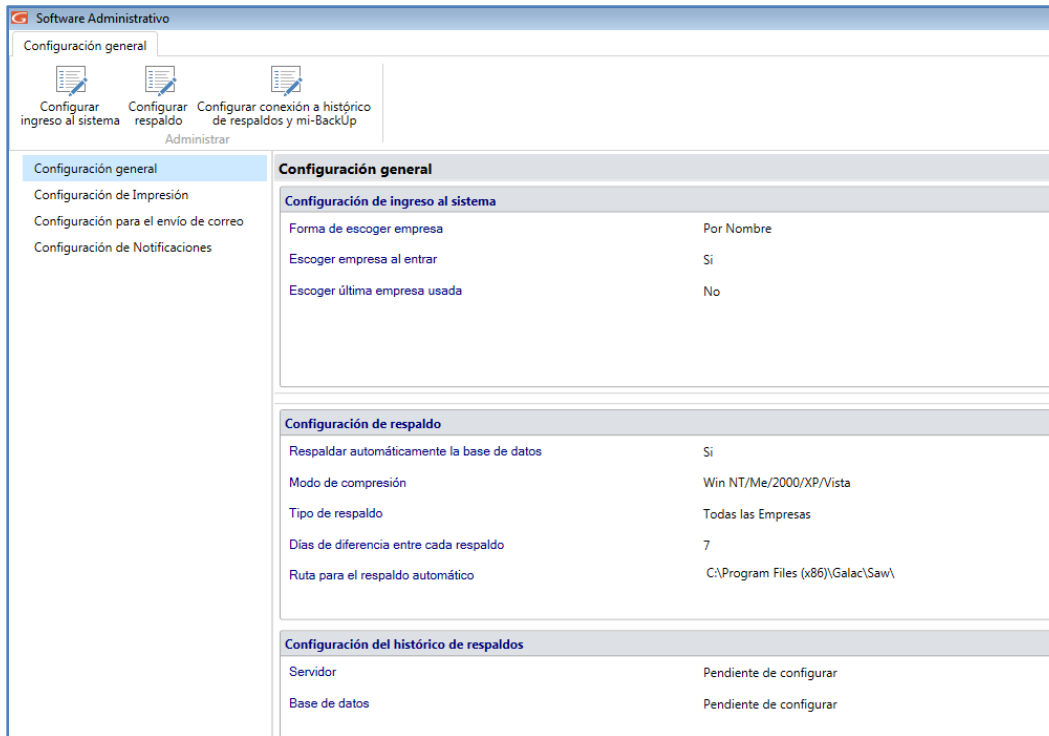 Software Administrativo
Configuración general
Configurar ingreso al sistema
Configurar respaldo
Configurar conexión a histórico de respaldos y mi-BackUp
Administrar
Configuración general
Configuración de Impresión
Configuración para el envío de correo
Configuración de Notificaciones
Configuración general
Configuración de ingreso al sistema
Forma de escoger empresa Por Nombre
Escoger empresa al entrar Si
Escoger última empresa usada No
Configuración de respaldo
Respaldar automáticamente la base de datos Si
Modo de compresión Win NT/Me/2000/XP/Vista
Tipo de respaldo Todas las Empresas
Días de diferencia entre cada respaldo 7
Ruta para el respaldo automático C:\Program Files (x86)\Galac\Saw\
Configuración del histórico de respaldos
Servidor Pendiente de configurar
Base de datos Pendiente de configurar